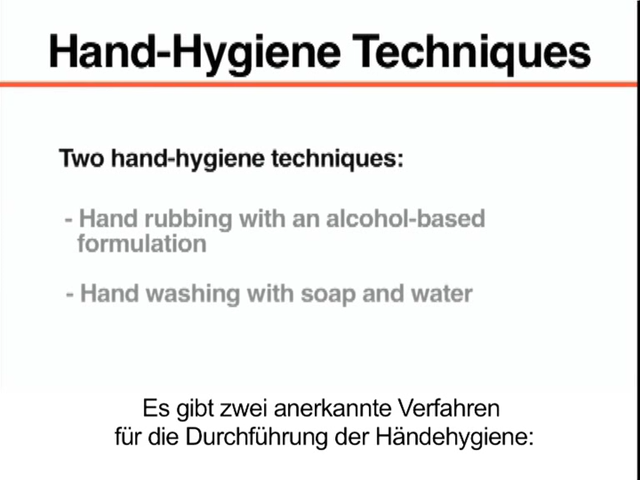 Hand-Hygiene Techniques
Two hand-hygiene techniques:
- Hand rubbing with an alcohol-based
formulation
- Hand washing with soap and water
Es gibt zwei anerkannte Verfahren
für die Durchführung der Händehygiene: